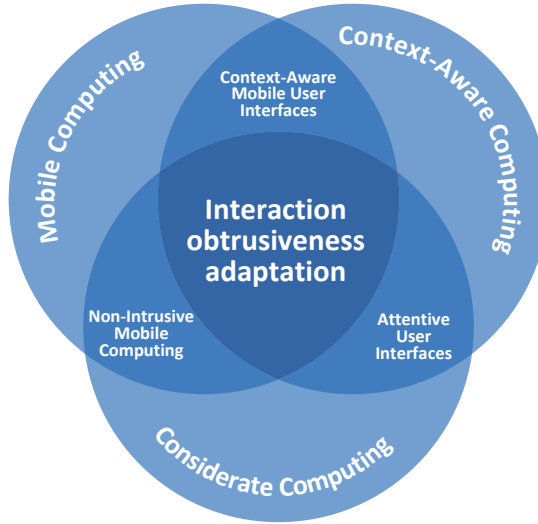 Mobile Computing
Context-Aware Computing
Context-Aware
Mobile User
Interfaces
Interaction
obtrusiveness
adaptation
Non-Intrusive
Mobile
Computing
Attentive
User
Interfaces
Considerate Computing